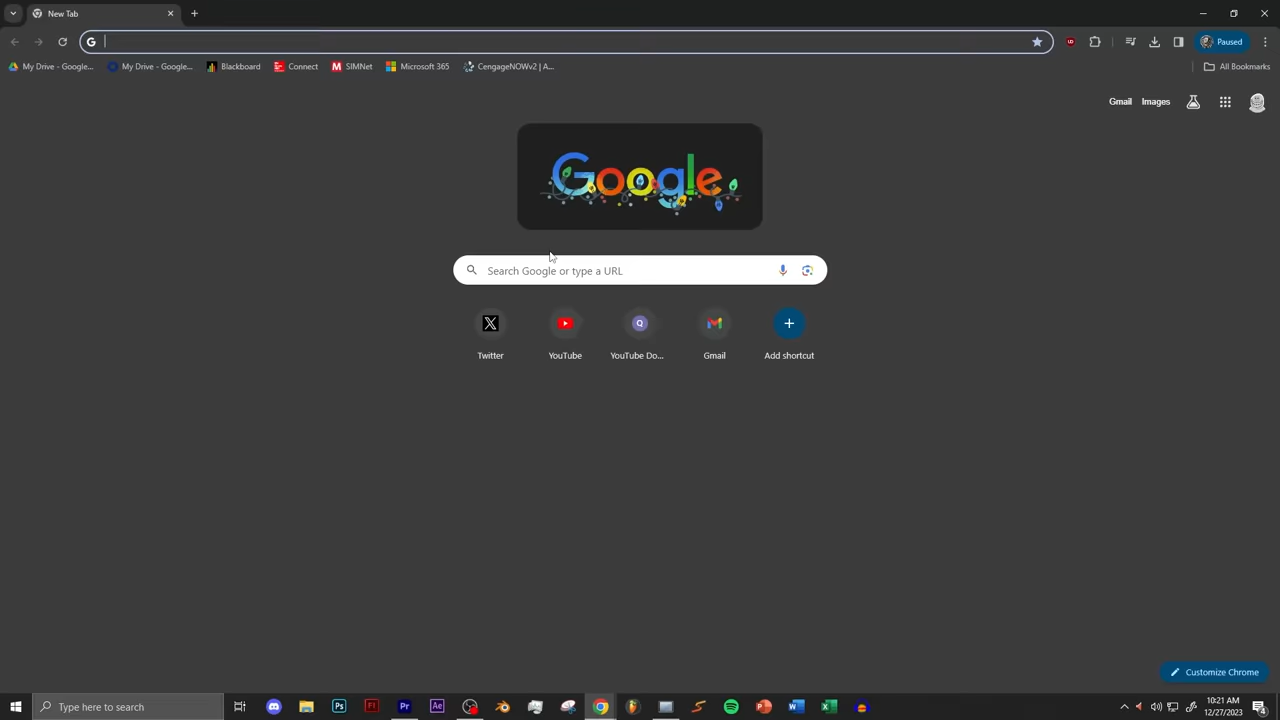 New Tab
Paused
My Drive - Google...
My Drive - Google...
Blackboard
Connect
SIMNet
Microsoft 365
CengageNOWv2 | A...
All Bookmarks
Gmail
Images
Google
Search Google or type a URL
Twitter
YouTube
YouTube Do...
Gmail
Add shortcut
Customize Chrome
Type here to search
10:21 AM
12/27/2023